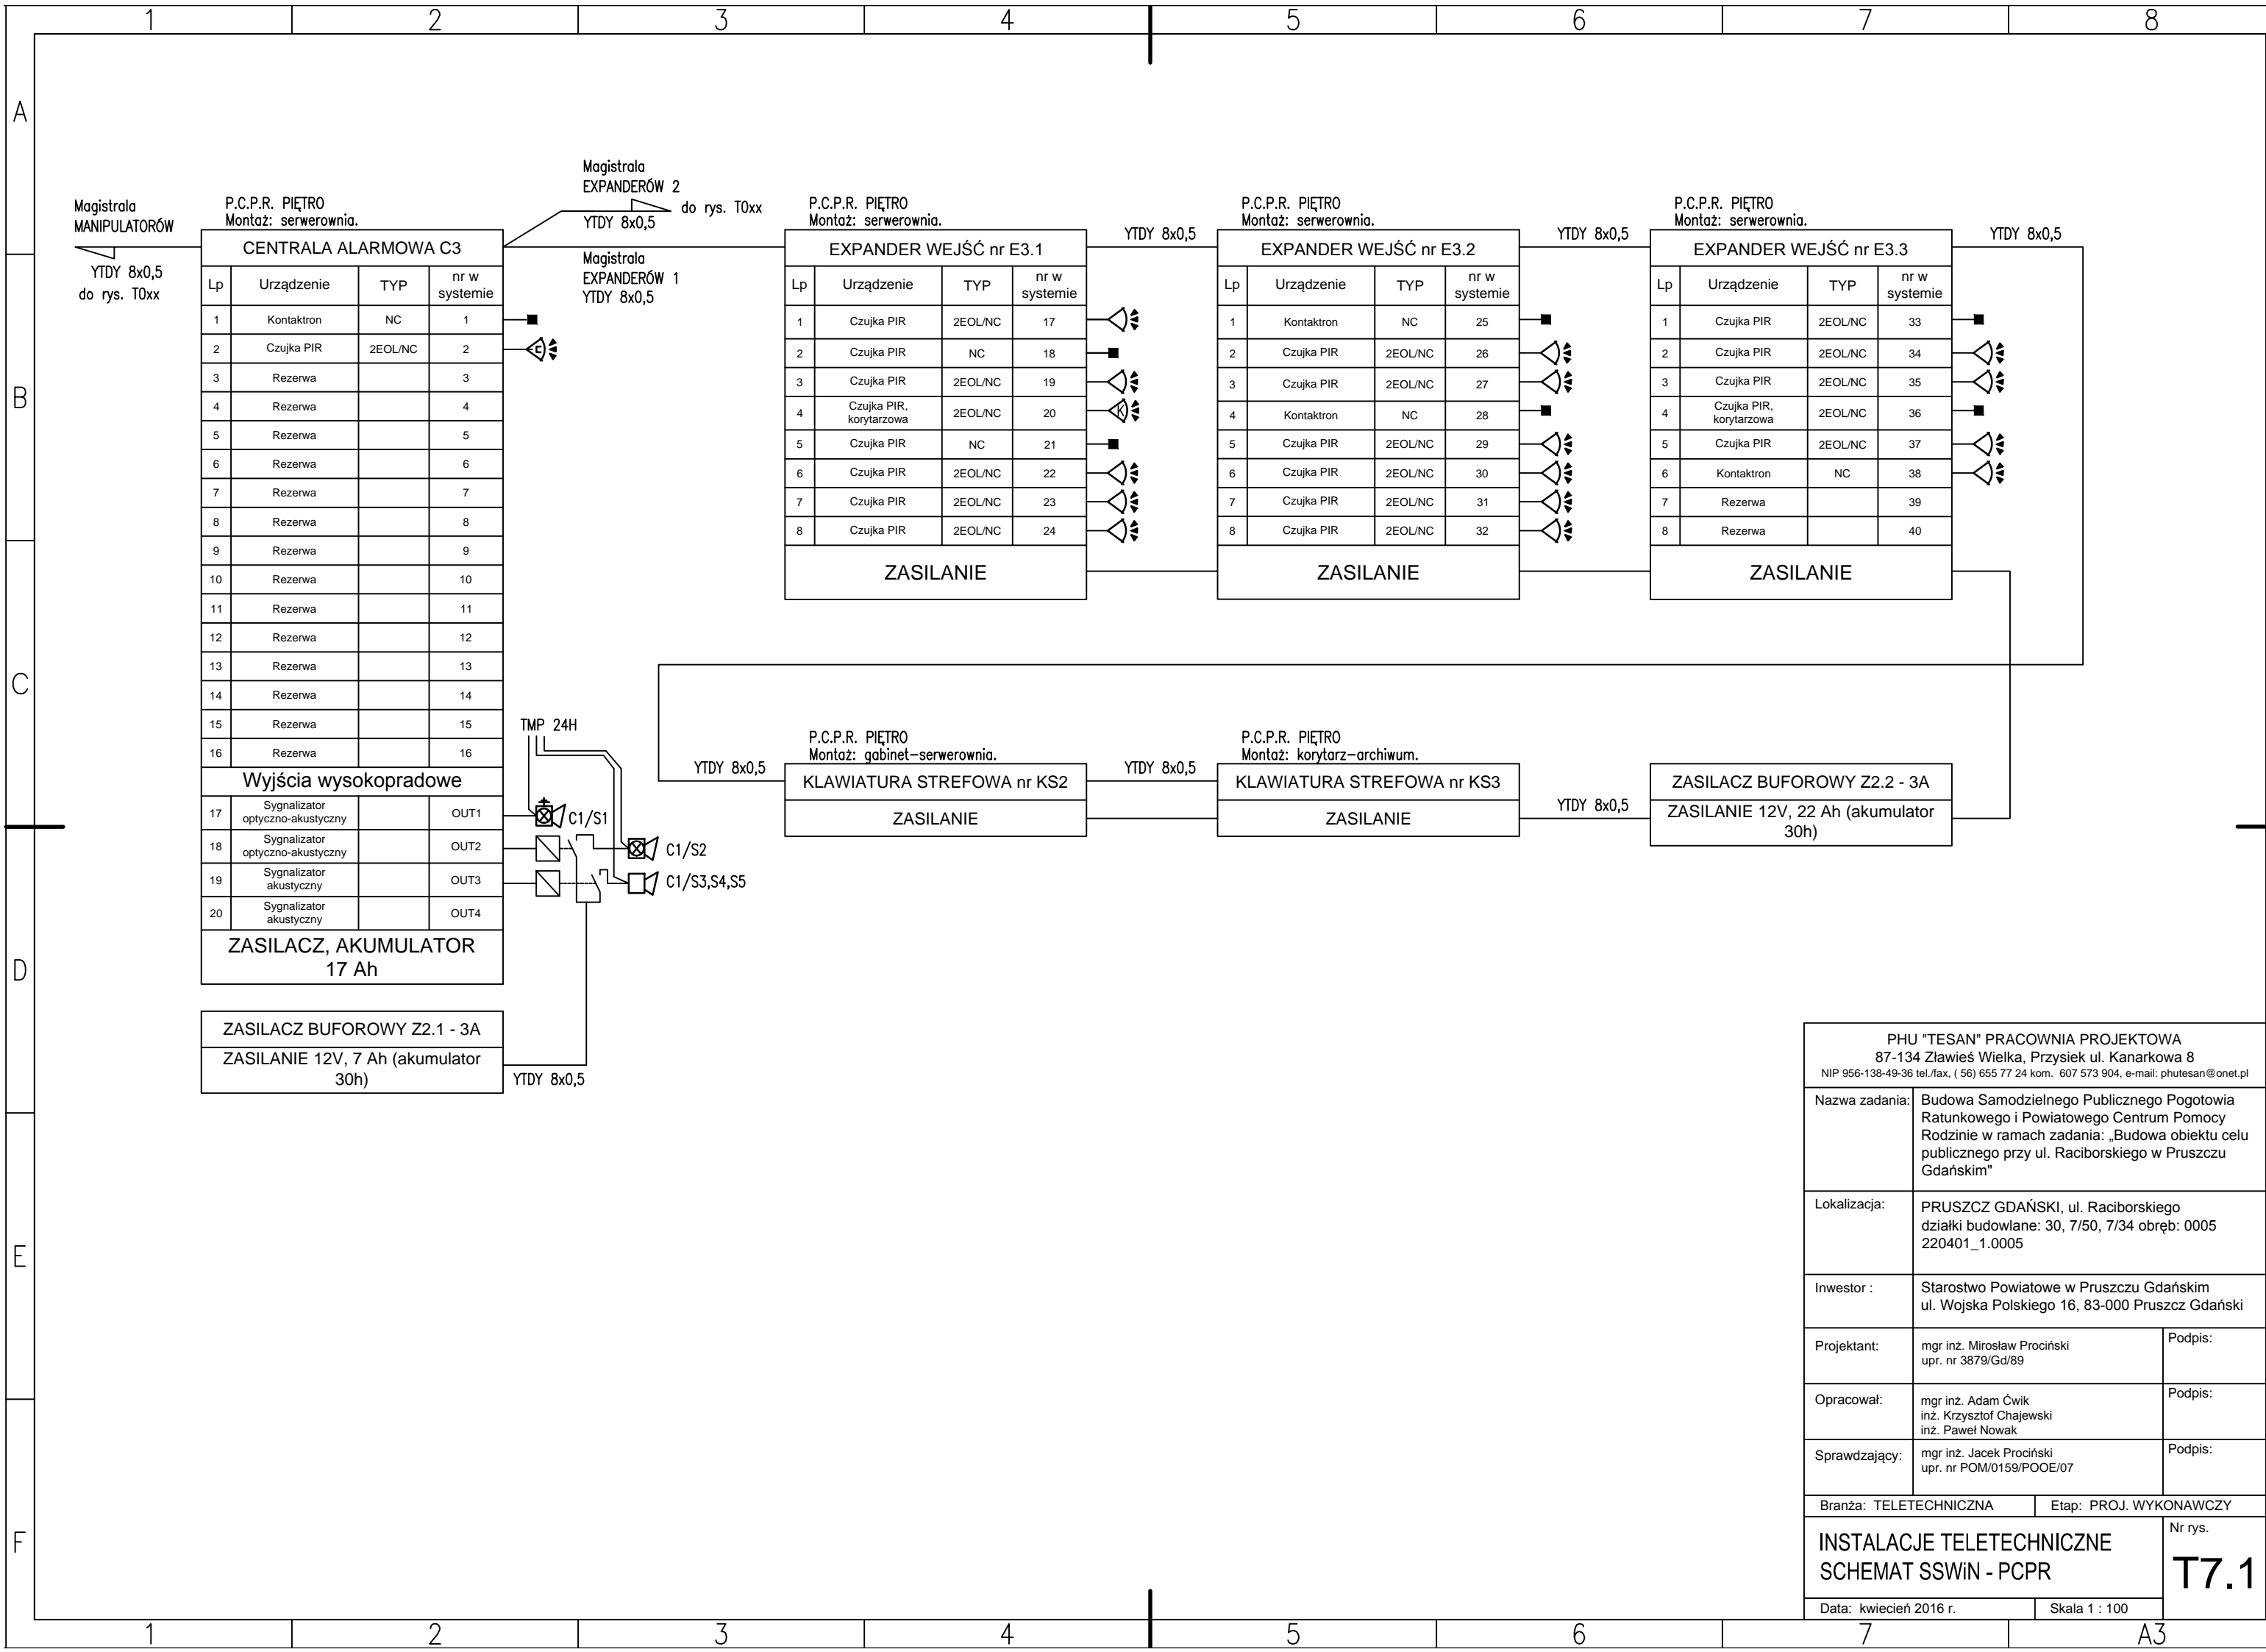 1 2 3 4 5 6 7 8
A
B
C
D
E
F
Magistrala
MANIPULATORÓW
YTDY 8x0,5
do rys. T0xx
P.C.P.R. PIĘTRO
Montaż: serwerownia.
CENTRALA ALARMOWA C3
Lp Urządzenie TYP nr w systemie
1 Kontaktron NC 1
2 Czujka PIR 2EOL/NC 2
E
3 Rezerwa 3
4 Rezerwa 4
5 Rezerwa 5
6 Rezerwa 6
7 Rezerwa 7
8 Rezerwa 8
9 Rezerwa 9
10 Rezerwa 10
11 Rezerwa 11
12 Rezerwa 12
13 Rezerwa 13
14 Rezerwa 14
15 Rezerwa 15
16 Rezerwa 16
Wyjścia wysokopradowe
17 Sygnalizator optyczno-akustyczny OUT1
18 Sygnalizator optyczno-akustyczny OUT2
19 Sygnalizator akustyczny OUT3
20 Sygnalizator akustyczny OUT4
ZASILACZ, AKUMULATOR
17 Ah
TMP 24H
C1/S1
C1/S2
C1/S3,S4,S5
ZASILACZ BUFOROWY Z2.1 - 3A
ZASILANIE 12V, 7 Ah (akumulator
30h)
YTDY 8x0,5
Magistrala
EXPANDERÓW 2
YTDY 8x0,5
do rys. T0xx
Magistrala
EXPANDERÓW 1
YTDY 8x0,5
P.C.P.R. PIĘTRO
Montaż: serwerownia.
EXPANDER WEJŚĆ nr E3.1
Lp Urządzenie TYP nr w systemie
1 Czujka PIR 2EOL/NC 17
2 Czujka PIR NC 18
3 Czujka PIR 2EOL/NC 19
4 Czujka PIR, korytarzowa 2EOL/NC 20
K
5 Czujka PIR NC 21
6 Czujka PIR 2EOL/NC 22
7 Czujka PIR 2EOL/NC 23
8 Czujka PIR 2EOL/NC 24
ZASILANIE
YTDY 8x0,5
P.C.P.R. PIĘTRO
Montaż: serwerownia.
EXPANDER WEJŚĆ nr E3.2
Lp Urządzenie TYP nr w systemie
1 Kontaktron NC 25
2 Czujka PIR 2EOL/NC 26
3 Czujka PIR 2EOL/NC 27
4 Kontaktron NC 28
5 Czujka PIR 2EOL/NC 29
6 Czujka PIR 2EOL/NC 30
7 Czujka PIR 2EOL/NC 31
8 Czujka PIR 2EOL/NC 32
ZASILANIE
YTDY 8x0,5
P.C.P.R. PIĘTRO
Montaż: serwerownia.
EXPANDER WEJŚĆ nr E3.3
Lp Urządzenie TYP nr w systemie
1 Czujka PIR 2EOL/NC 33
2 Czujka PIR 2EOL/NC 34
3 Czujka PIR 2EOL/NC 35
4 Czujka PIR, korytarzowa 2EOL/NC 36
5 Czujka PIR 2EOL/NC 37
6 Kontaktron NC 38
7 Rezerwa 39
8 Rezerwa 40
ZASILANIE
YTDY 8x0,5
YTDY 8x0,5
P.C.P.R. PIĘTRO
Montaż: gabinet-serwerownia.
KLAWIATURA STREFOWA nr KS2
ZASILANIE
YTDY 8x0,5
P.C.P.R. PIĘTRO
Montaż: korytarz-archiwum.
KLAWIATURA STREFOWA nr KS3
ZASILANIE
YTDY 8x0,5
ZASILACZ BUFOROWY Z2.2 - 3A
ZASILANIE 12V, 22 Ah (akumulator
30h)
PHU "TESAN" PRACOWNIA PROJEKTOWA
87-134 Zławieś Wielka, Przysiek ul. Kanarkowa 8
NIP 956-138-49-36 tel./fax, ( 56) 655 77 24 kom. 607 573 904, e-mail: phutesan@onet.pl
Nazwa zadania: Budowa Samodzielnego Publicznego Pogotowia
Ratunkowego i Powiatowego Centrum Pomocy
Rodzinie w ramach zadania: „Budowa obiektu celu
publicznego przy ul. Raciborskiego w Pruszczu
Gdańskim"
Lokalizacja: PRUSZCZ GDAŃSKI, ul. Raciborskiego
działki budowlane: 30, 7/50, 7/34 obręb: 0005
220401_1.0005
Inwestor : Starostwo Powiatowe w Pruszczu Gdańskim
ul. Wojska Polskiego 16, 83-000 Pruszcz Gdański
Projektant: mgr inż. Mirosław Prociński Podpis:
upr. nr 3879/Gd/89
Opracował: mgr inż. Adam Ćwik Podpis:
inż. Krzysztof Chajewski
inż. Paweł Nowak
Sprawdzający: mgr inż. Jacek Prociński Podpis:
upr. nr POM/0159/POOE/07
Branża: TELETECHNICZNA Etap: PROJ. WYKONAWCZY
INSTALACJE TELETECHNICZNE
SCHEMAT SSWiN - PCPR
Nr rys.
T7.1
Data: kwiecień 2016 r. Skala 1 : 100
1 2 3 4 5 6 7 A3